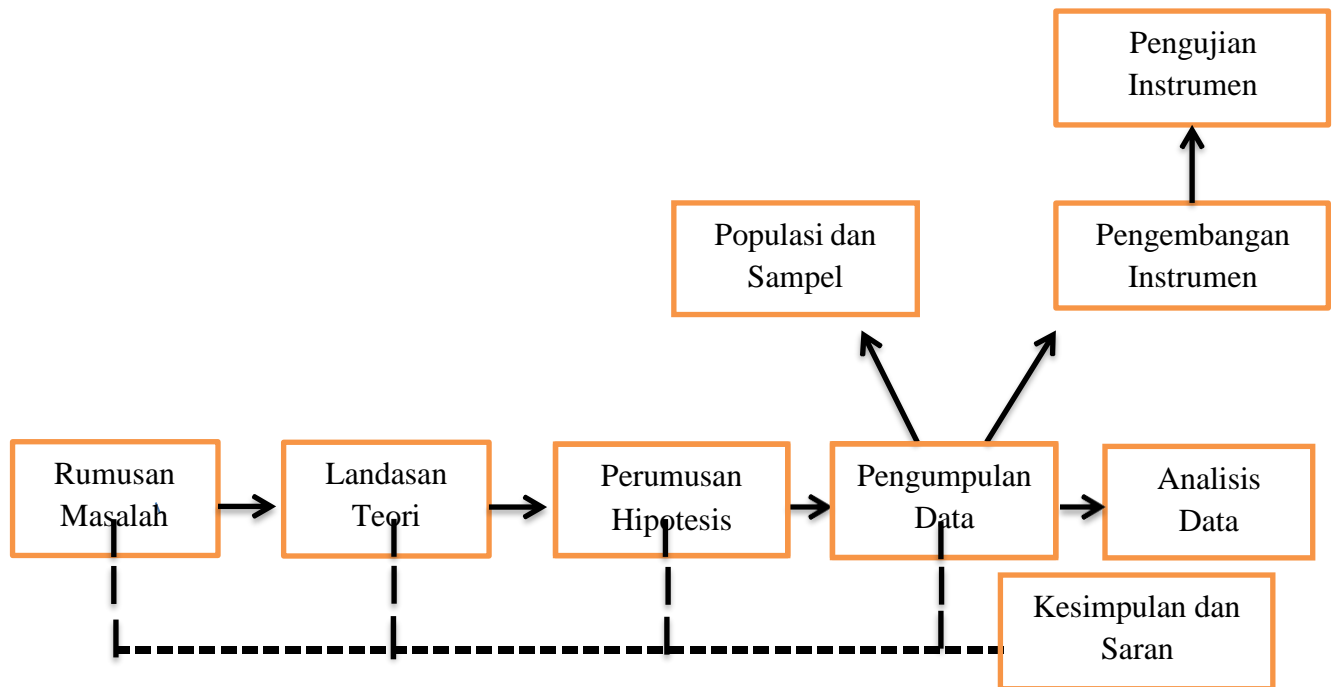 Pengujian
Instrumen
Populasi dan
Sampel
Pengembangan
Instrumen
Rumusan
Masalah
Landasan
Teori
Perumusan
Hipotesis
Pengumpulan
Data
Analisis
Data
Kesimpulan dan
Saran